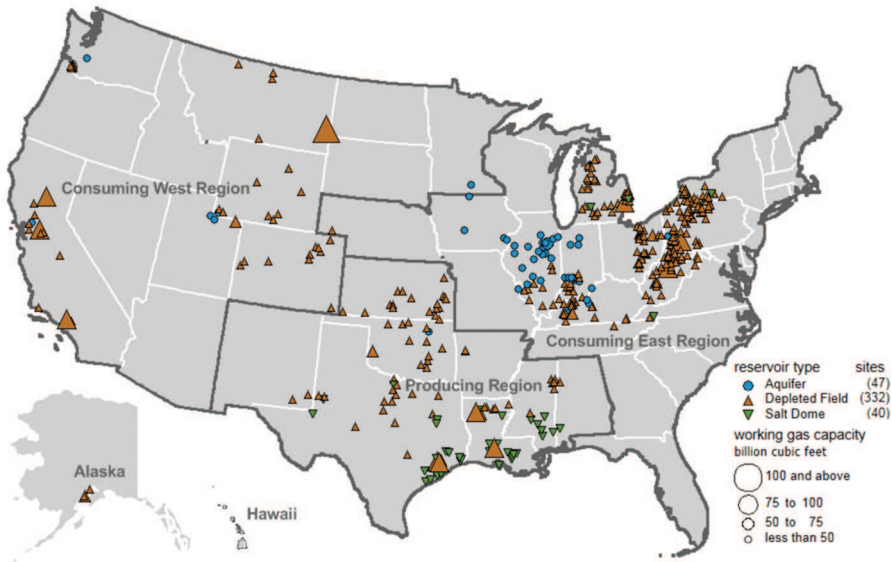 Consuming West Region
Consuming East Region
Producing Region
reservoir type sites
Aquifer (47)
Depleted Field (332)
Salt Dome (40)
working gas capacity
billion cubic feet
100 and above
75 to 100
50 to 75
less than 50
Alaska
Hawaii